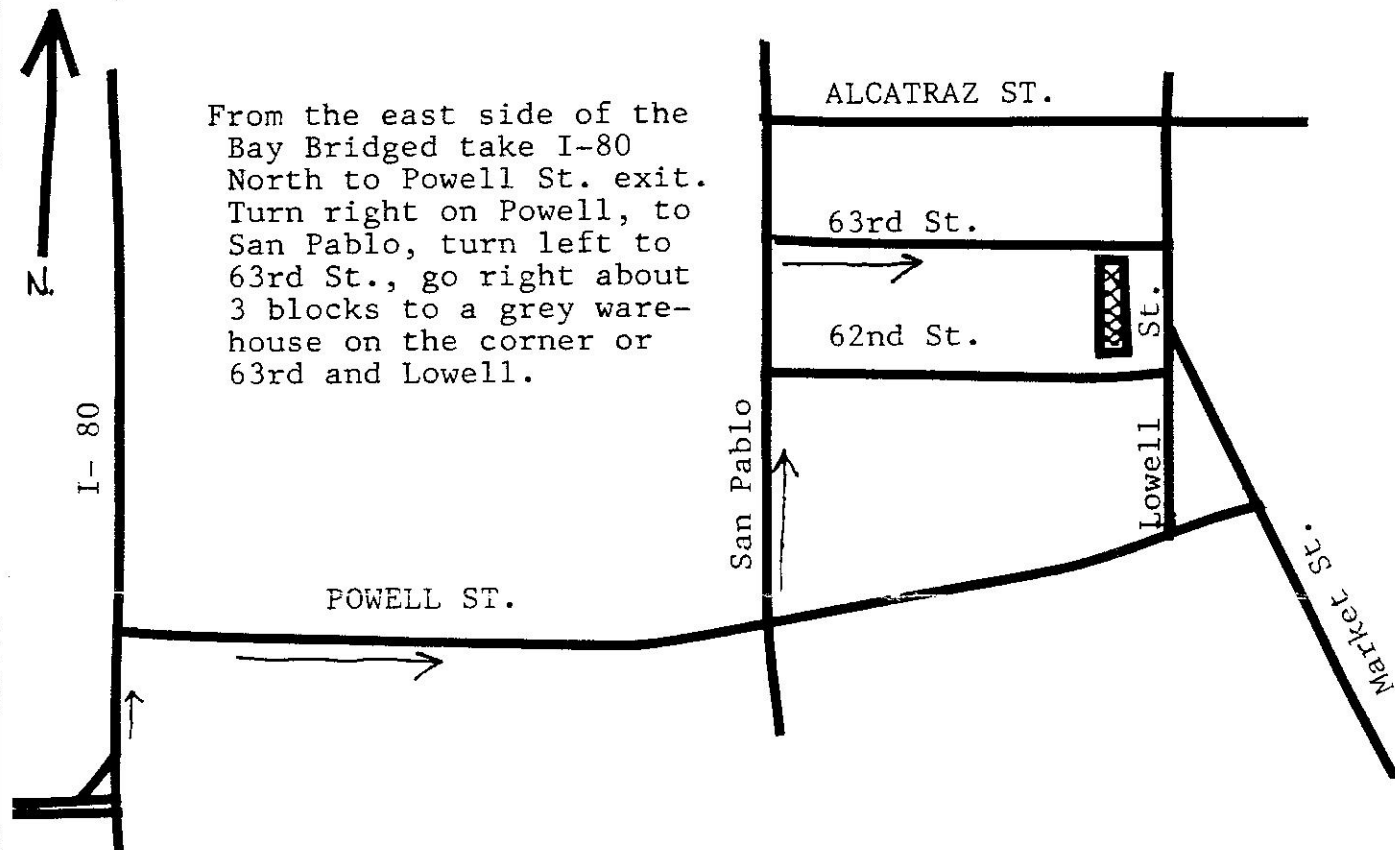 From the east side of the
Bay Bridged take I-80
North to Powell St. exit.
Turn right on Powell, to
San Pablo, turn left to
63rd St., go right about
3 blocks to a grey ware-
house on the corner or
63rd and Lowell.
N.
I- 80
POWELL ST.
San Pablo
ALCATRAZ ST.
63rd St.
62nd St.
Lowell St.
Market St.